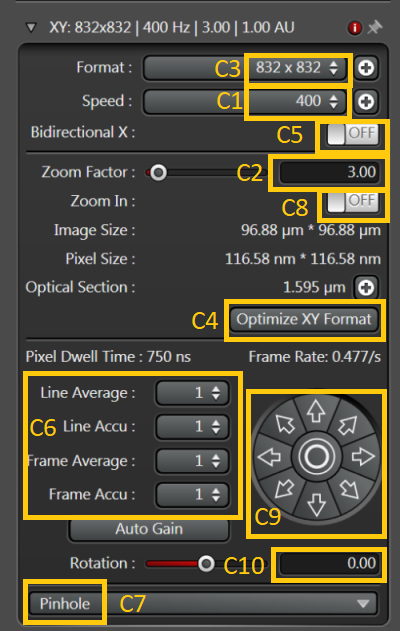 XY: 832x832 | 400 Hz | 3.00 | 1.00 AU
Format : C3 832 x 832
Speed : C1 400
Bidirectional X : C5 OFF
Zoom Factor : C2 3.00
Zoom In : C8 OFF
Image Size : 96.88 µm * 96.88 µm
Pixel Size : 116.58 nm * 116.58 nm
Optical Section : 1.595 µm
C4 Optimize XY Format
Pixel Dwell Time : 750 ns Frame Rate: 0.477/s
Line Average : 1
C6 Line Accu : 1
Frame Average : 1
Frame Accu : 1
C9
Auto Gain
Rotation : C10 0.00
Pinhole C7